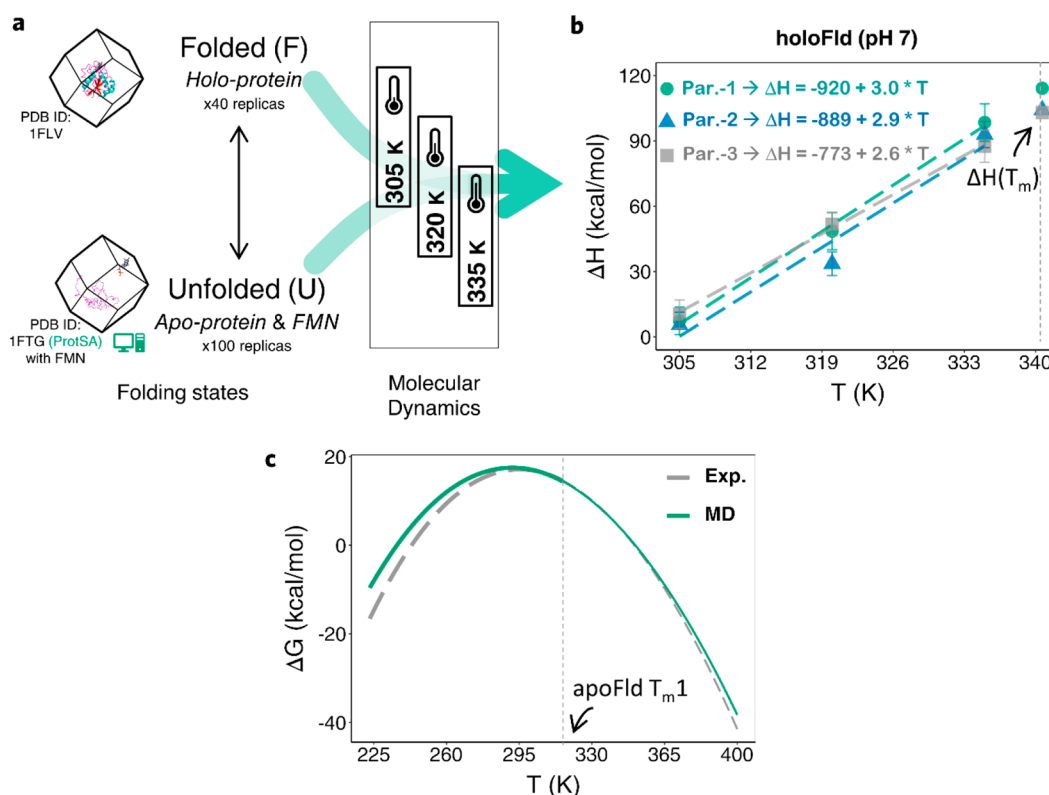 a
Folded (F)
Holo-protein
x40 replicas
PDB ID:
1FLV
305 K
320 K
335 K
Unfolded (U)
Apo-protein & FMN
x100 replicas
PDB ID:
1FTG (ProtSA)
with FMN
Folding states
Molecular
Dynamics
b
holoFld (pH 7)
Par.-1 → ΔH = -920 + 3.0 * T
Par.-2 → ΔH = -889 + 2.9 * T
Par.-3 → ΔH = -773 + 2.6 * T
ΔH(Tm)
ΔH (kcal/mol)
120
90
60
30
0
305 312 319 326 333 340
T (K)
c
Exp.
MD
apoFld Tm1
ΔG (kcal/mol)
20
0
-20
-40
225 260 295 330 365 400
T (K)